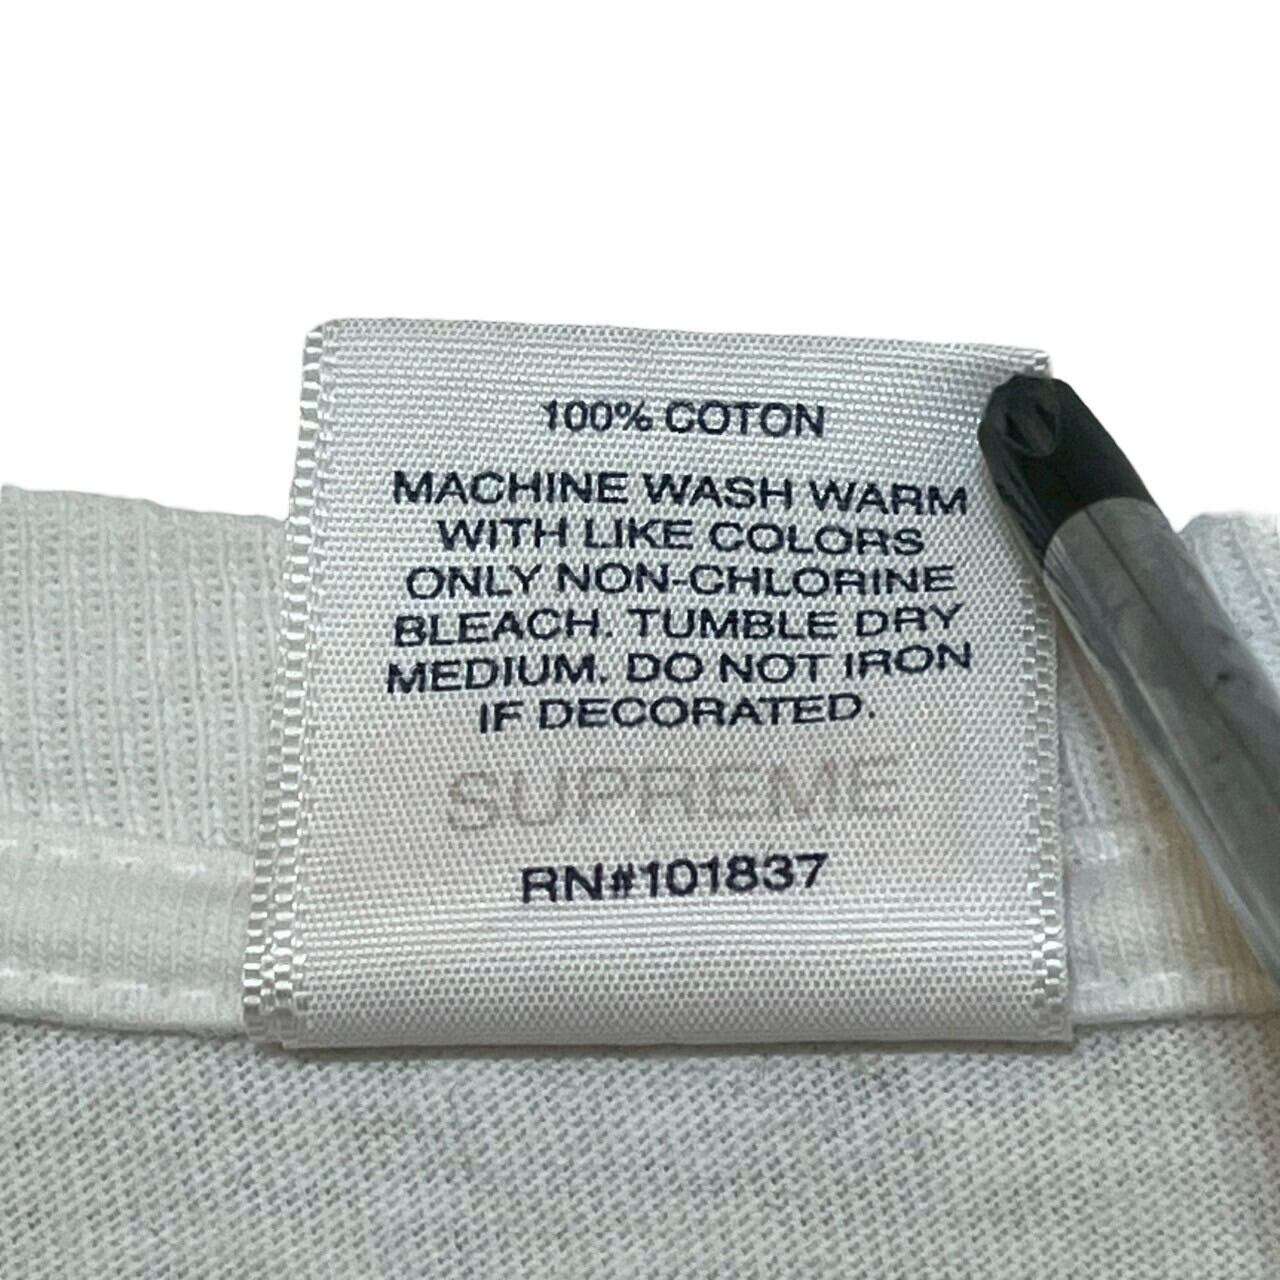 100% COTON
MACHINE WASH WARM
WITH LIKE COLORS
ONLY NON-CHLORINE
BLEACH. TUMBLE DRY
MEDIUM. DO NOT IRON
IF DECORATED.
SUPREME
RN#101837